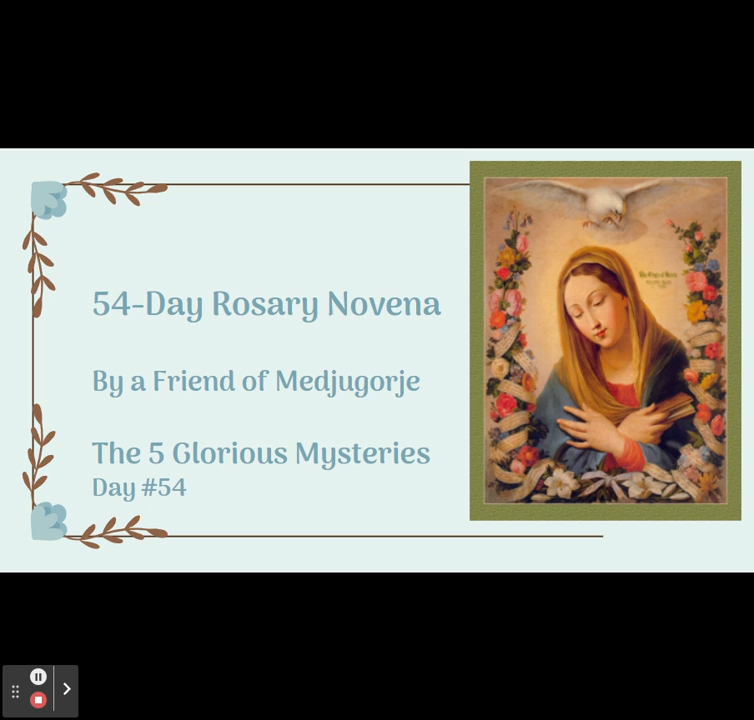 54-Day Rosary Novena
By a Friend of Medjugorje
The 5 Glorious Mysteries
Day #54